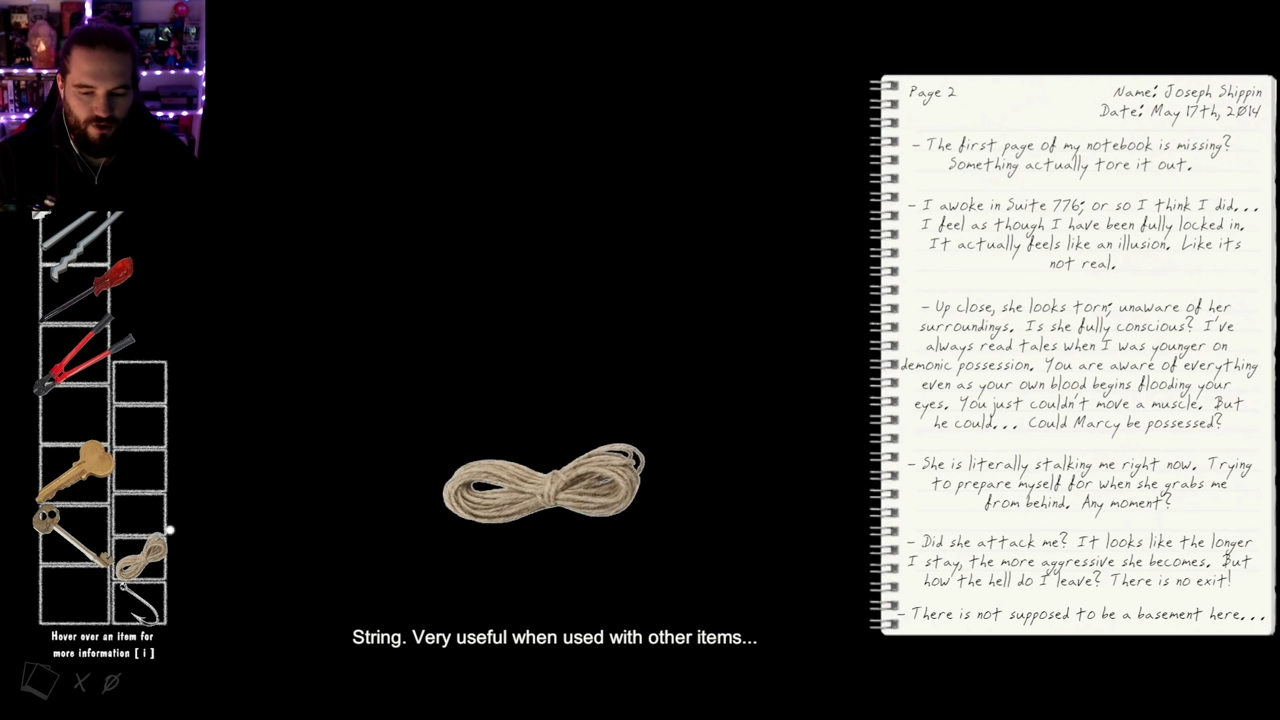 Page 2
Name: Joseph Shippin
Date: May 17th, 2014
- The first page of my notebook is missing?
Something actually tore it out.
- I awoke in Suite 776; or so I think I did...
I feel as though I have been fully locked in.
It actually feels like an illusion. Like its
not real.
- Up close, she looks torn; unaware of her
surroundings. Is she fully conscious? I've
always read tales when I was younger on
demonic possession. You are aware of everything
even as your own blood begins flooding your
eyes. You just couldn't move a muscle. But
he could... Could Marcy be possessed?
- She is literally stalking me right now. Trying
to prepare myself for when she grabs me
from behind. Any moment?
- Did she attack me? It looks like the longer
I stay, the more aggressive she becomes. But
how the hell do I leave? There is no exit!
- There is not supposed to be a basement here...
Hover over an item for
more information [ i ]
String. Very useful when used with other items...